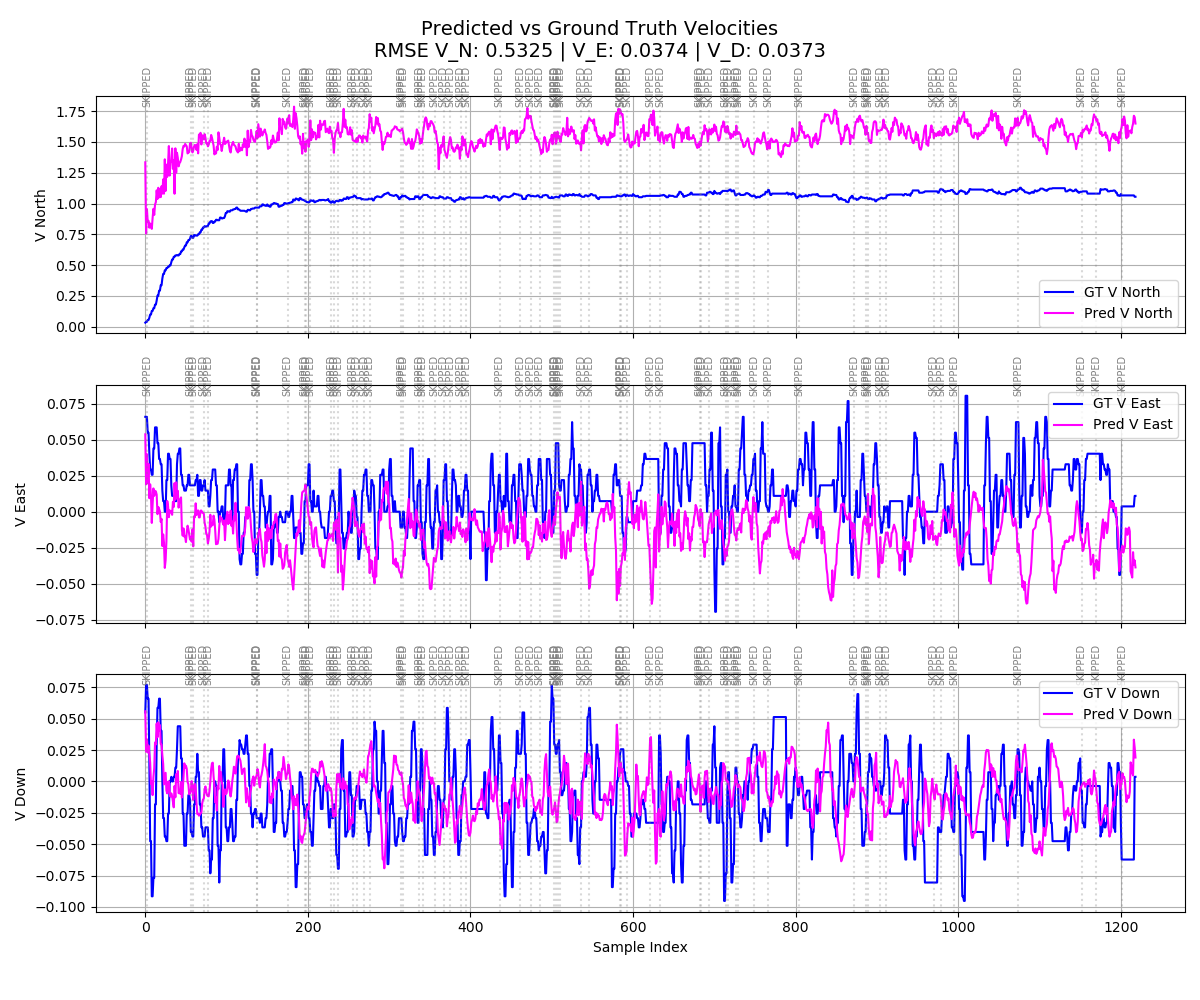 Predicted vs Ground Truth Velocities
RMSE V_N: 0.5325 | V_E: 0.0374 | V_D: 0.0373
SKIPPED
1.75
1.50
1.25
1.00
0.75
0.50
0.25
0.00
V North
GT V North
Pred V North
SKIPPED
0.075
0.050
0.025
0.000
−0.025
−0.050
−0.075
V East
GT V East
Pred V East
SKIPPED
0.075
0.050
0.025
0.000
−0.025
−0.050
−0.075
−0.100
V Down
GT V Down
Pred V Down
0 200 400 600 800 1000 1200
Sample Index